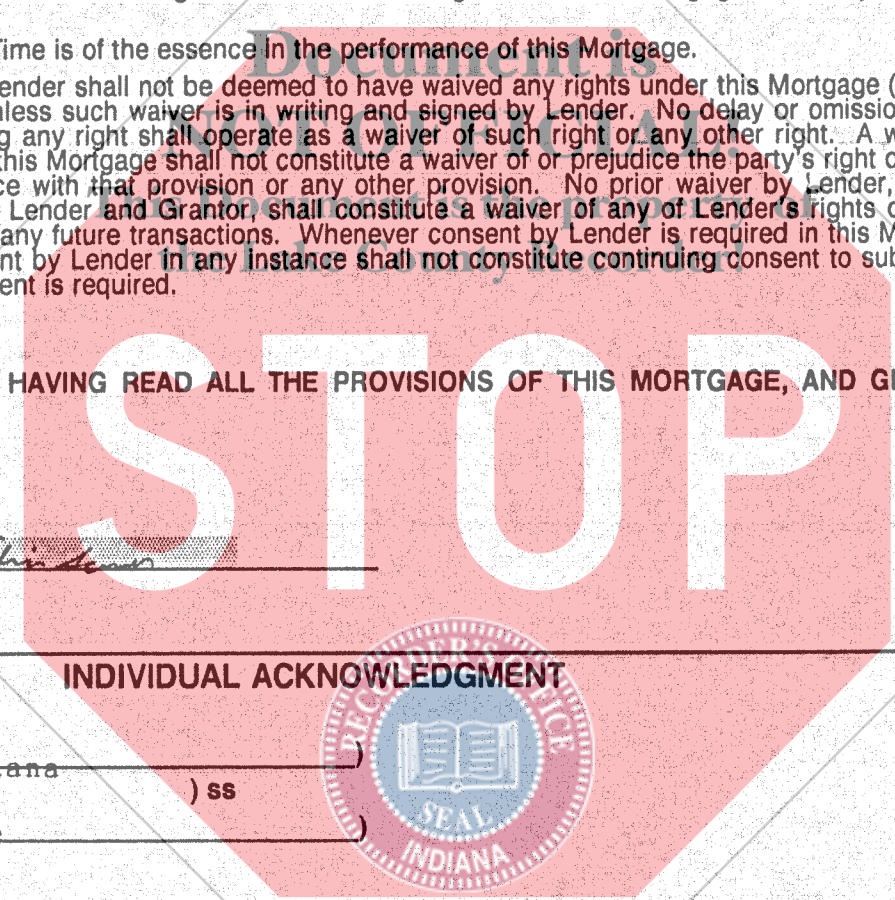 Time is of the essence in the performance of this Mortgage.
ender shall not be deemed to have waived any rights under this Mortgage (
nless such waiver is in writing and signed by Lender. No delay or omissio
g any right shall operate as a waiver of such right or any other right. A w
this Mortgage shall not constitute a waiver of or prejudice the party's right o
ce with that provision or any other provision. No prior waiver by Lender,
Lender and Grantor, shall constitute a waiver of any of Lender's rights o
any future transactions. Whenever consent by Lender is required in this M
nt by Lender in any instance shall not constitute continuing consent to sub
ent is required.
Document is
NOT OFFICIAL!
This Document is the property of
the Lake County Recorder!
HAVING READ ALL THE PROVISIONS OF THIS MORTGAGE, AND G
STOP
INDIVIDUAL ACKNOWLEDGMENT
iana )
) ss
)
RECORDER'S OFFICE
SEAL
INDIANA